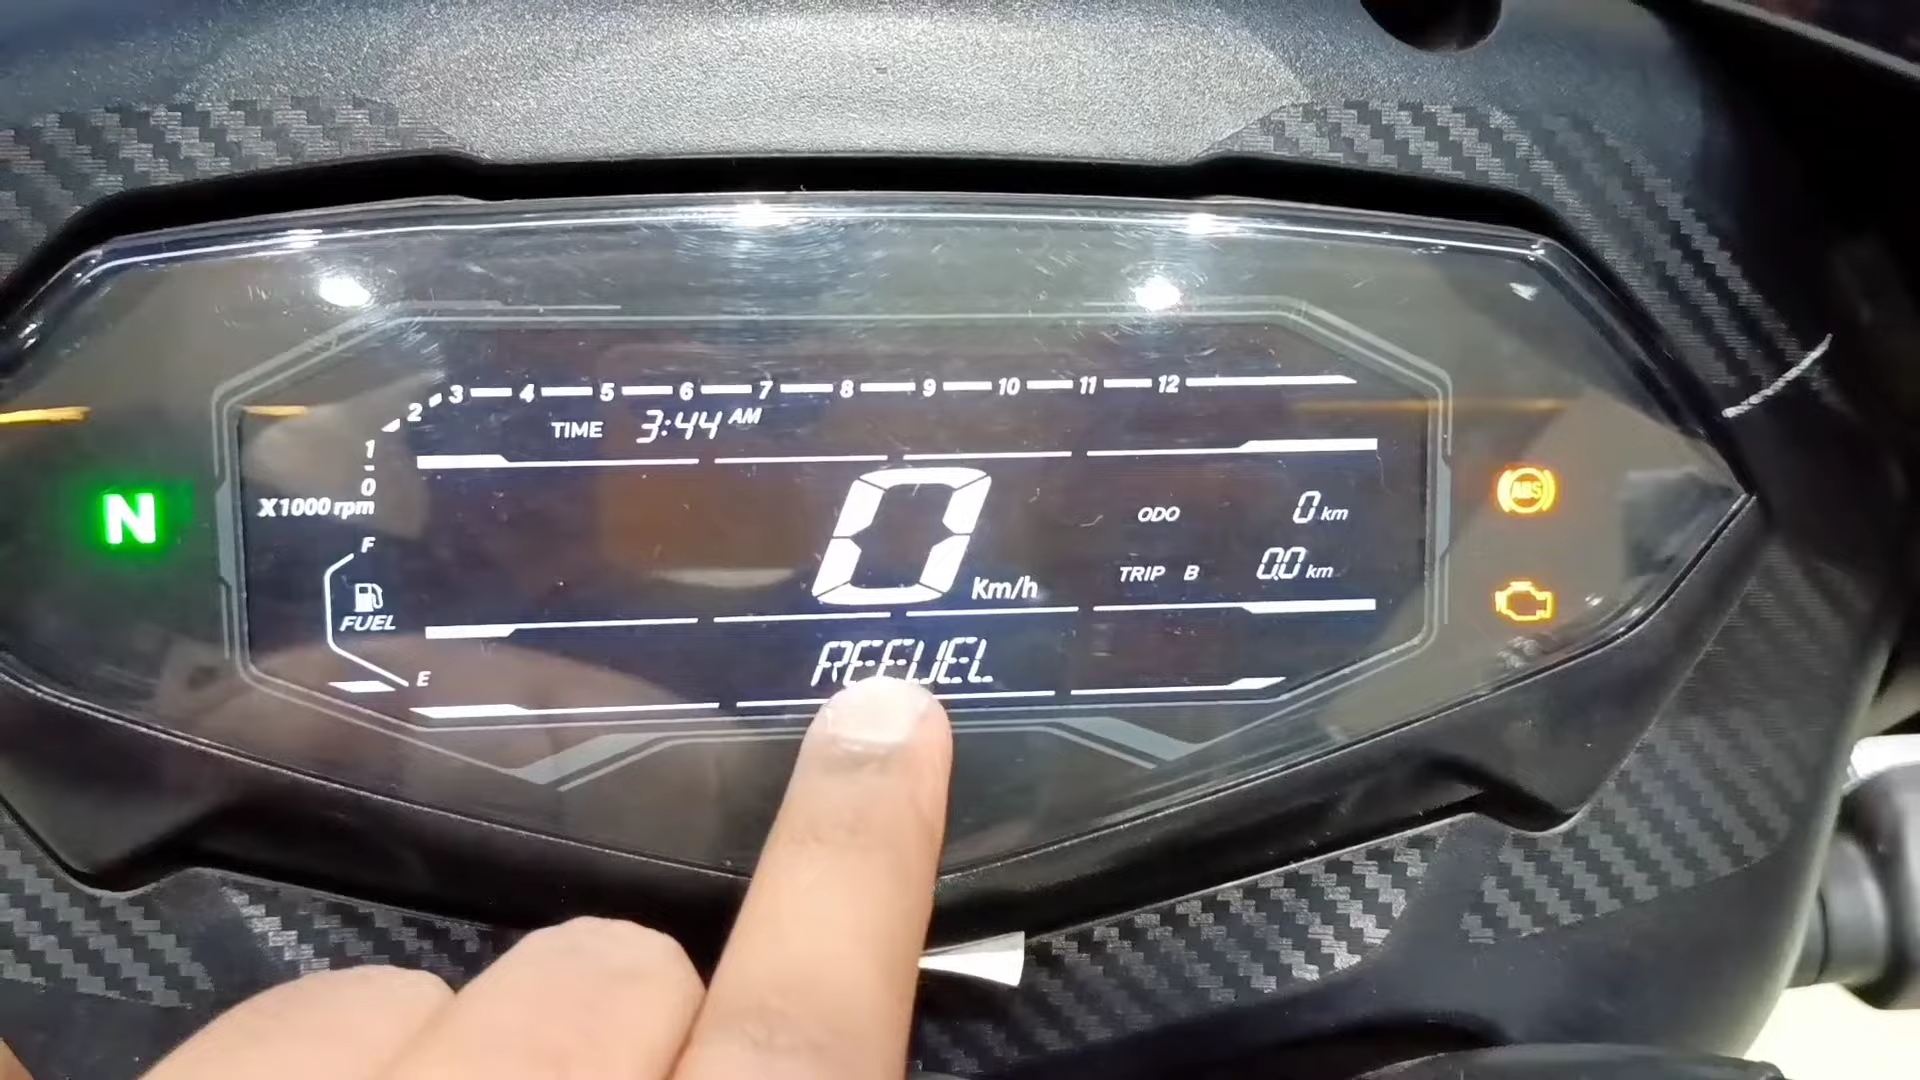 3 4 5 6 7 8 9 10 11 12
2
TIME 3:44 AM
1
0
X1000 rpm
N
0 Km/h
ODO 0 km
ABS
TRIP B 0.0 km
F
FUEL
E
REFUEL